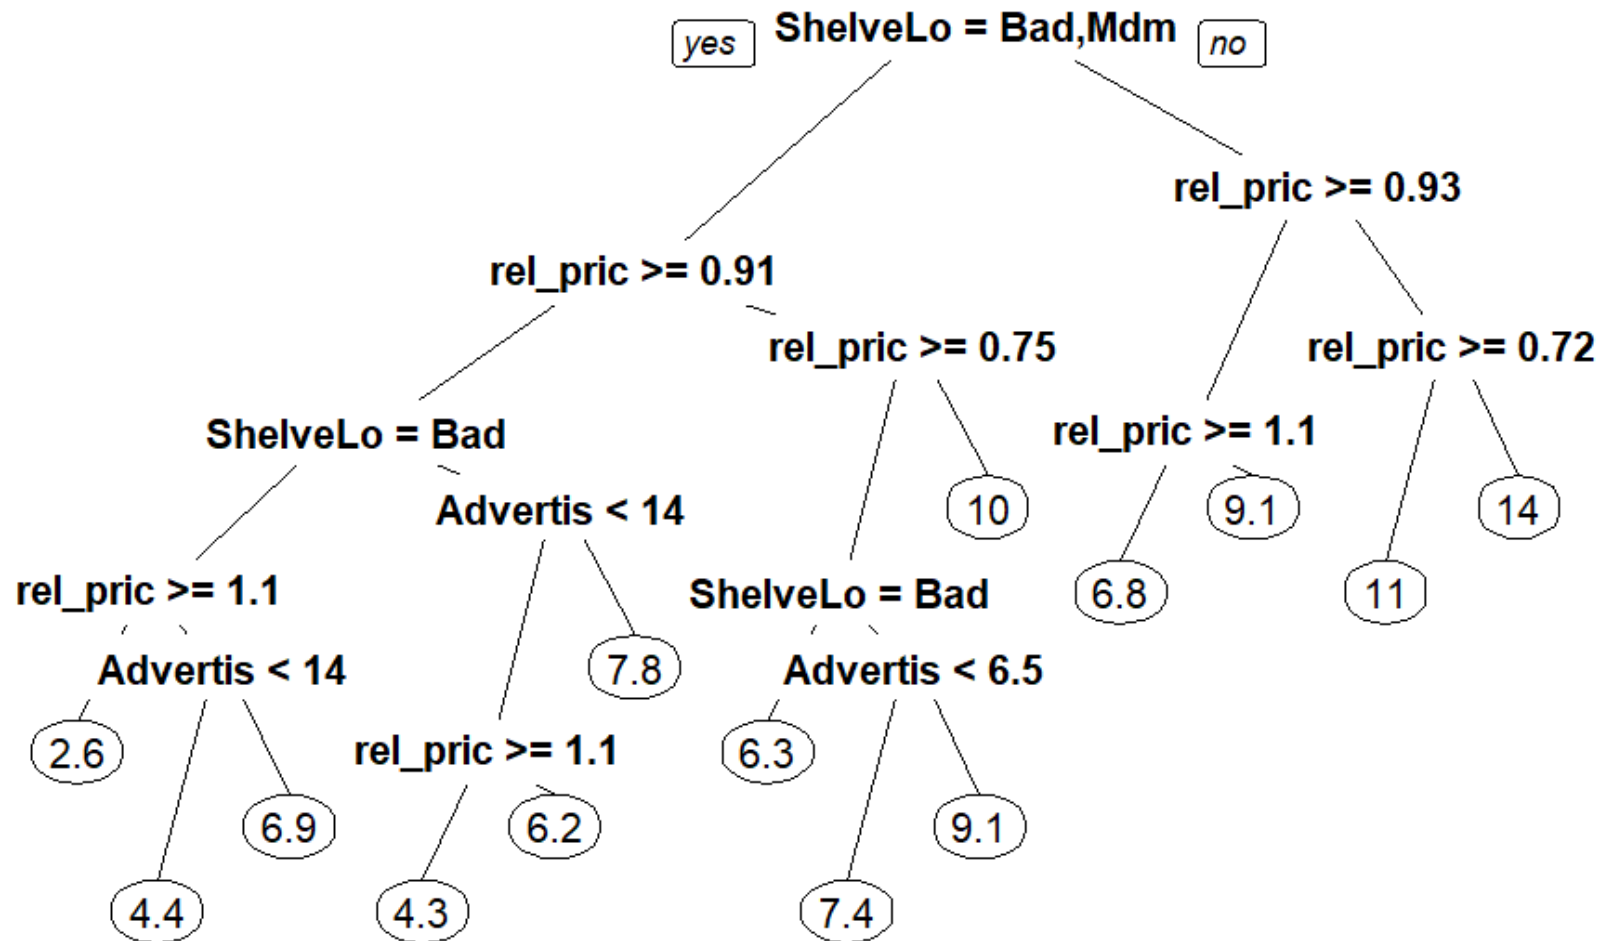 yes ShelveLo = Bad,Mdm no
rel_pric >= 0.93
rel_pric >= 0.91
rel_pric >= 0.75 rel_pric >= 0.72
ShelveLo = Bad rel_pric >= 1.1
Advertis < 14 10 9.1 14
rel_pric >= 1.1 ShelveLo = Bad 6.8 11
Advertis < 14 7.8 Advertis < 6.5
2.6 rel_pric >= 1.1 6.3
6.9 6.2 9.1
4.4 4.3 7.4